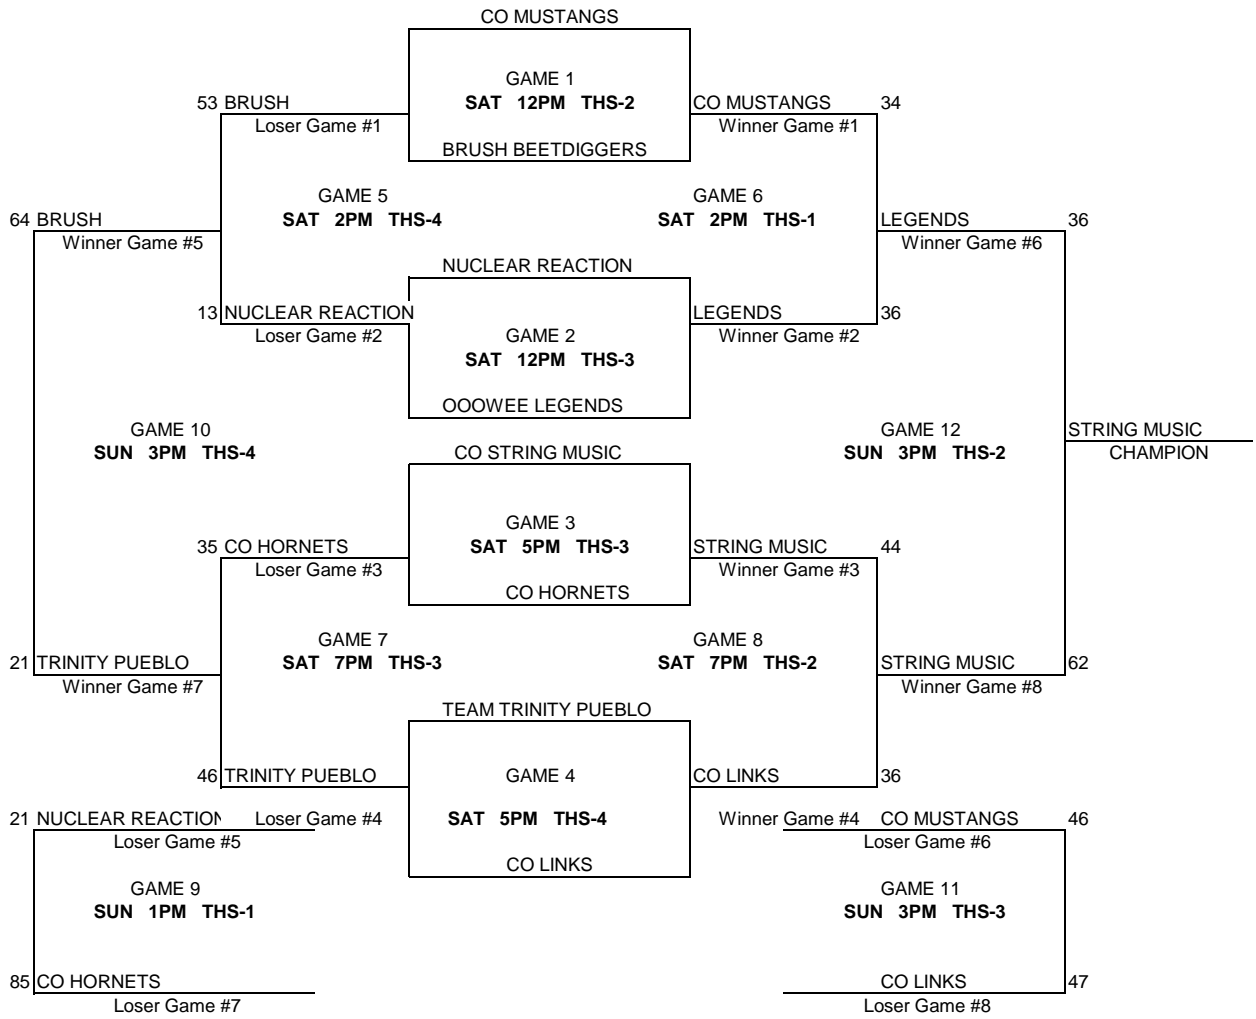 CO MUSTANGS
GAME 1
53 BRUSH SAT 12PM THS-2 CO MUSTANGS 34
Loser Game #1 Winner Game #1
BRUSH BEETDIGGERS
GAME 5 GAME 6
64 BRUSH SAT 2PM THS-4 SAT 2PM THS-1 LEGENDS 36
Winner Game #5 Winner Game #6
NUCLEAR REACTION
13 NUCLEAR REACTION LEGENDS 36
Loser Game #2 GAME 2 Winner Game #2
SAT 12PM THS-3
OOOWEE LEGENDS
GAME 10 GAME 12 STRING MUSIC
SUN 3PM THS-4 CO STRING MUSIC SUN 3PM THS-2 CHAMPION
GAME 3
35 CO HORNETS SAT 5PM THS-3 STRING MUSIC 44
Loser Game #3 Winner Game #3
CO HORNETS
GAME 7 GAME 8
21 TRINITY PUEBLO SAT 7PM THS-3 SAT 7PM THS-2 STRING MUSIC 62
Winner Game #7 Winner Game #8
TEAM TRINITY PUEBLO
46 TRINITY PUEBLO GAME 4 CO LINKS 36
21 NUCLEAR REACTION Loser Game #4 SAT 5PM THS-4 Winner Game #4 CO MUSTANGS 46
Loser Game #5 Loser Game #6
CO LINKS
GAME 9 GAME 11
SUN 1PM THS-1 SUN 3PM THS-3
85 CO HORNETS CO LINKS 47
Loser Game #7 Loser Game #8